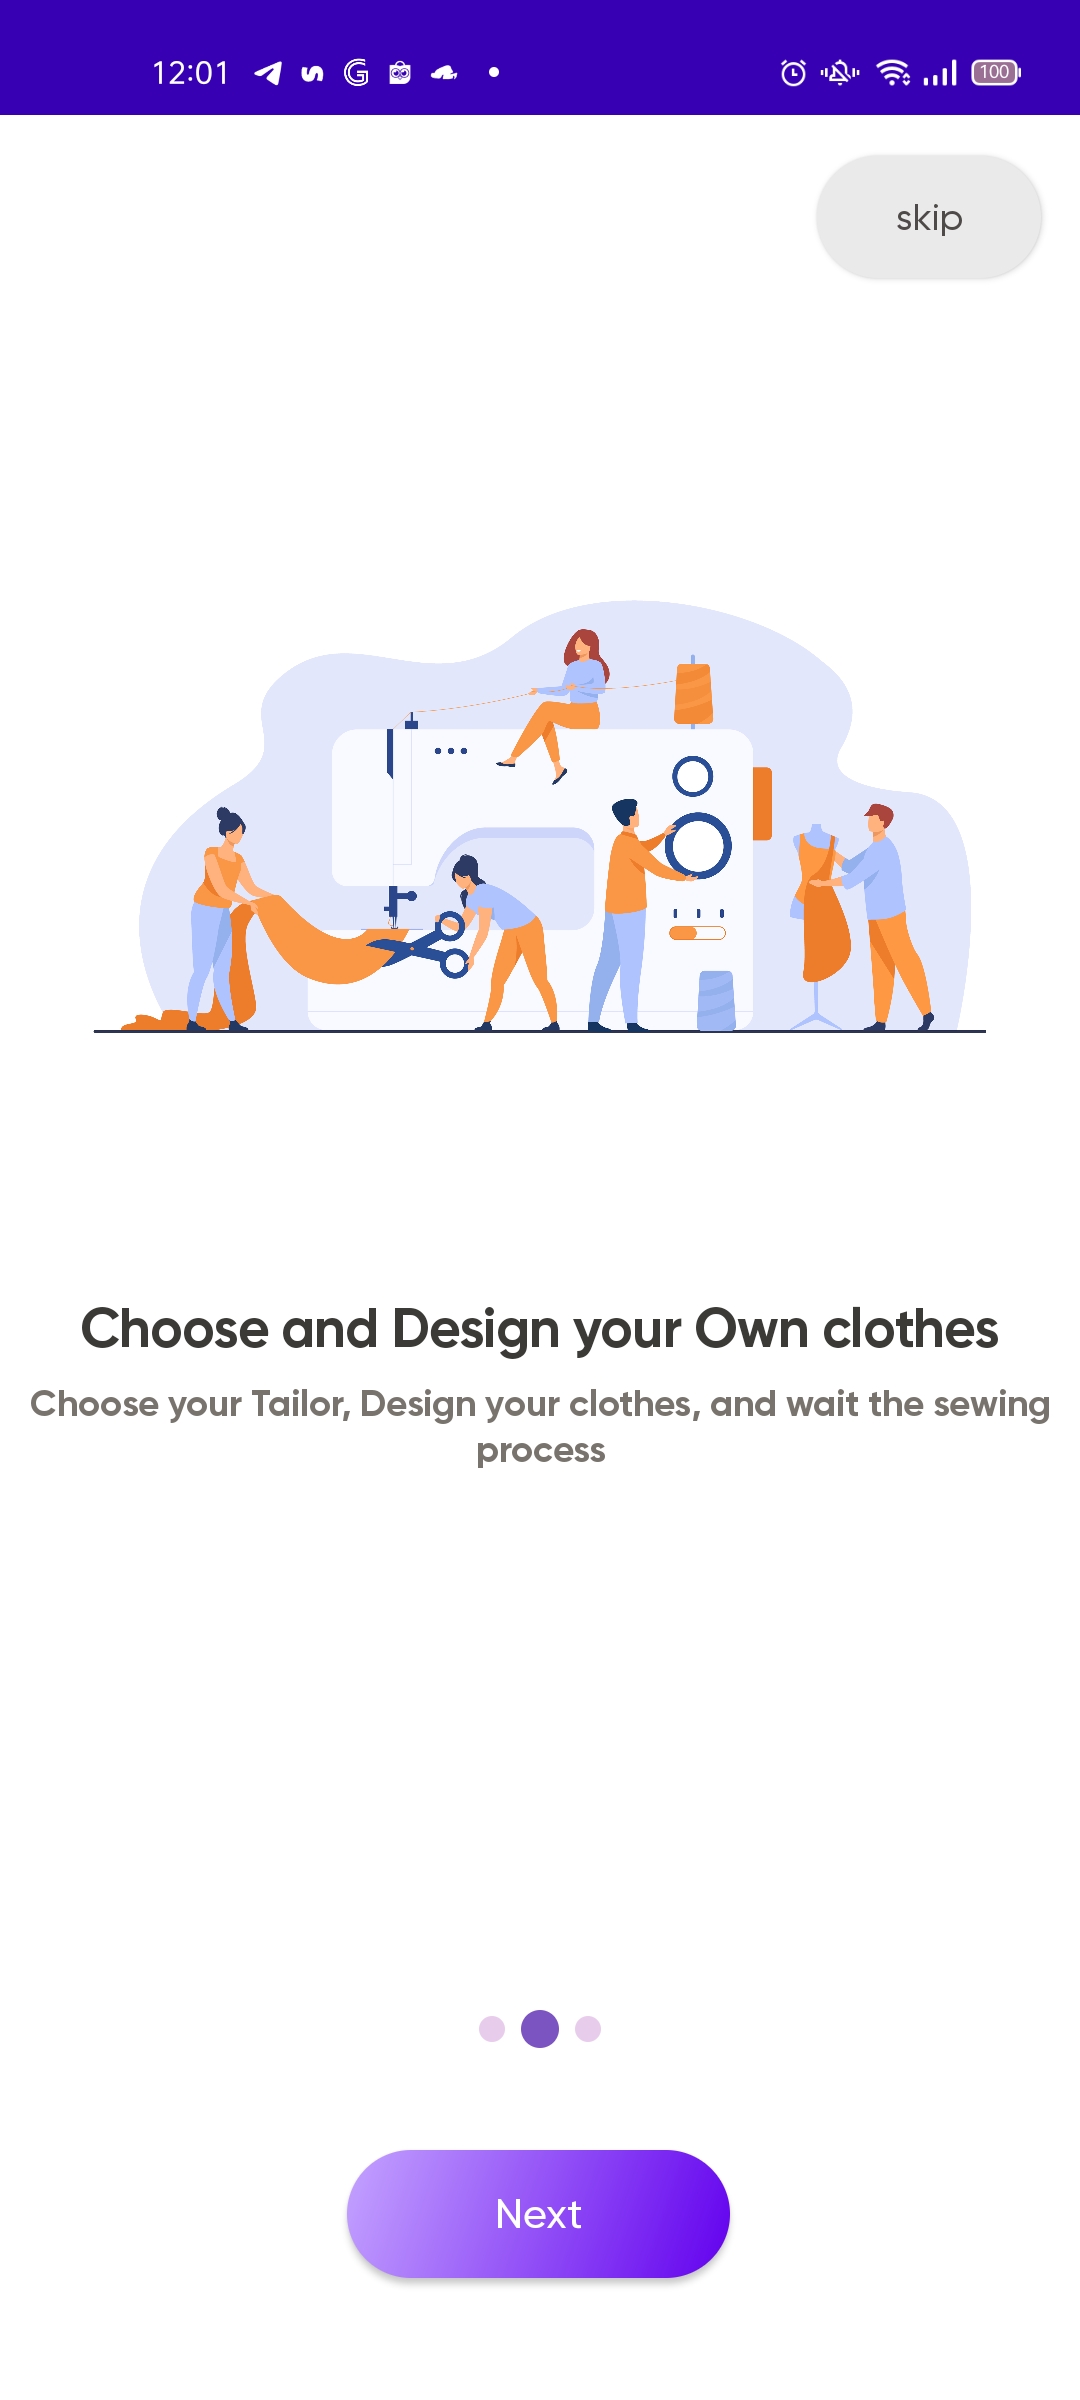 12:01
100
skip
Choose and Design your Own clothes
Choose your Tailor, Design your clothes, and wait the sewing
process
Next